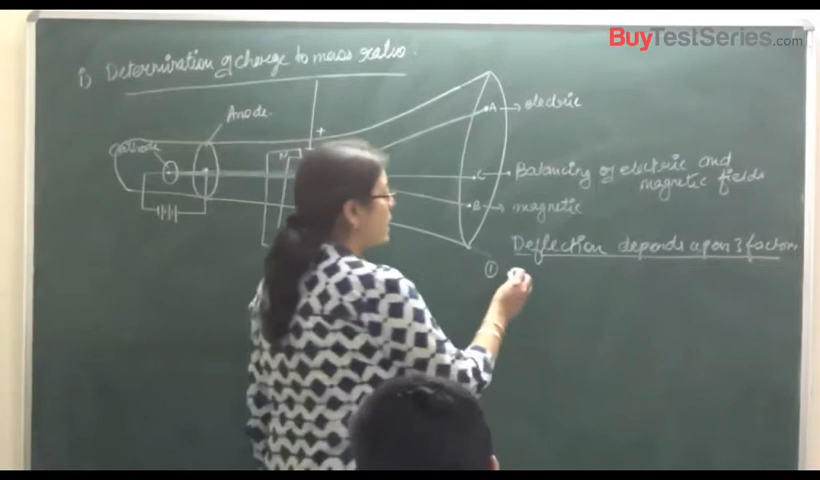 BuyTestSeries.com
i) Determination of charge to mass ratio.
Anode.
Cathode
+
N
A → electric
C → Balancing of electric and
magnetic fields
B → magnetic
Deflection depends upon 3 factors
①